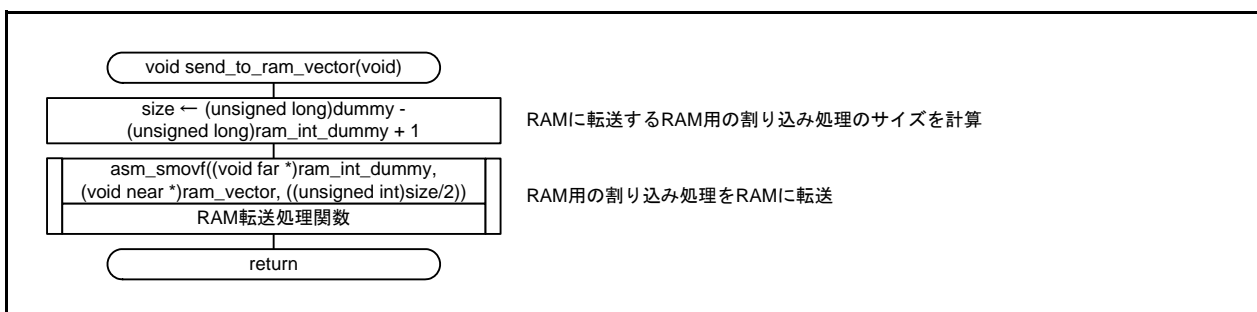 void send_to_ram_vector(void)
size ← (unsigned long)dummy -
(unsigned long)ram_int_dummy + 1
RAMに転送するRAM用の割り込み処理のサイズを計算
asm_smovf((void far *)ram_int_dummy,
(void near *)ram_vector, ((unsigned int)size/2))
RAM転送処理関数
RAM用の割り込み処理をRAMに転送
return